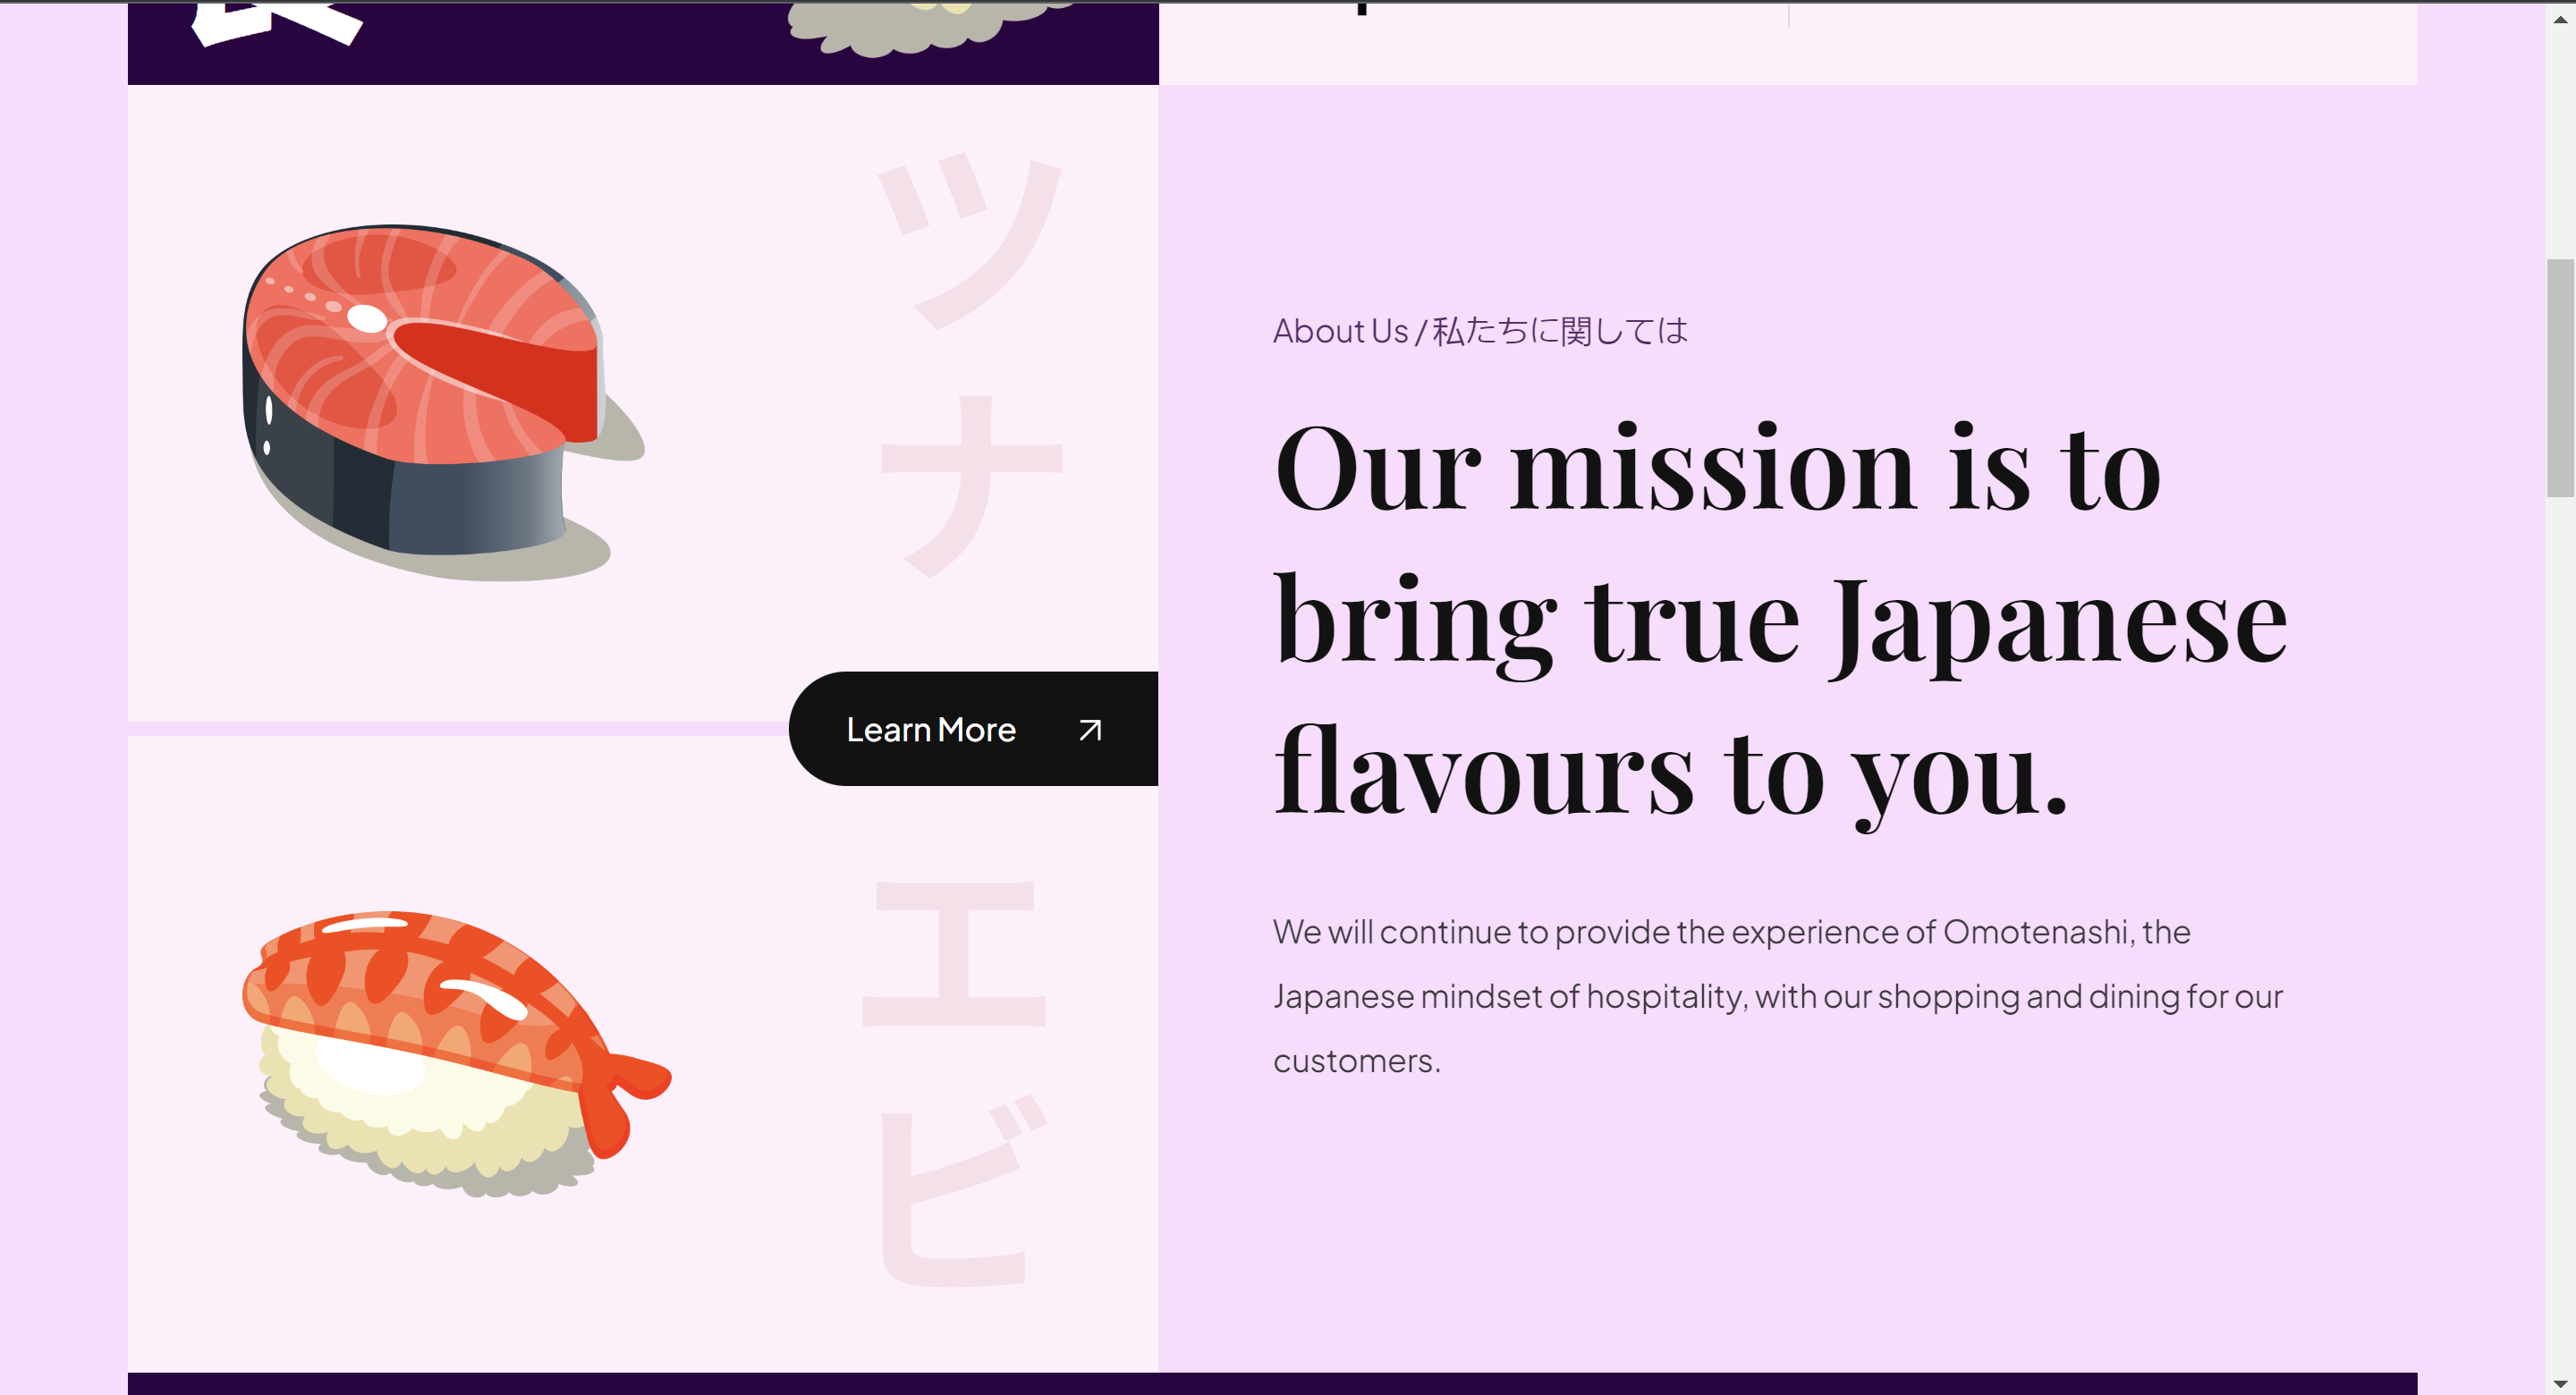 ツナ
Learn More
エビ
About Us / 私たちに関しては
Our mission is to
bring true Japanese
flavours to you.
We will continue to provide the experience of Omotenashi, the
Japanese mindset of hospitality, with our shopping and dining for our
customers.